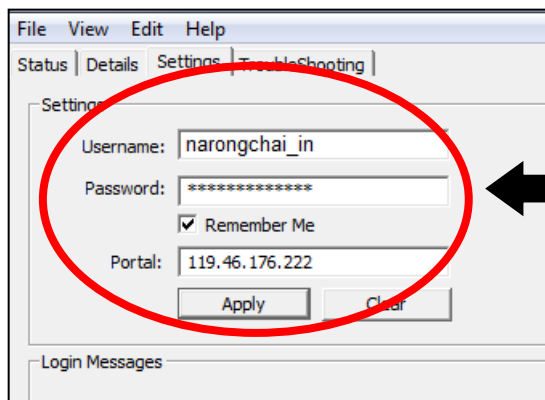 File View Edit Help
Status Details Settings TroubleShooting
Settings
Username: narongchai_in
Password: *************
Remember Me
Portal: 119.46.176.222
Apply Clear
Login Messages